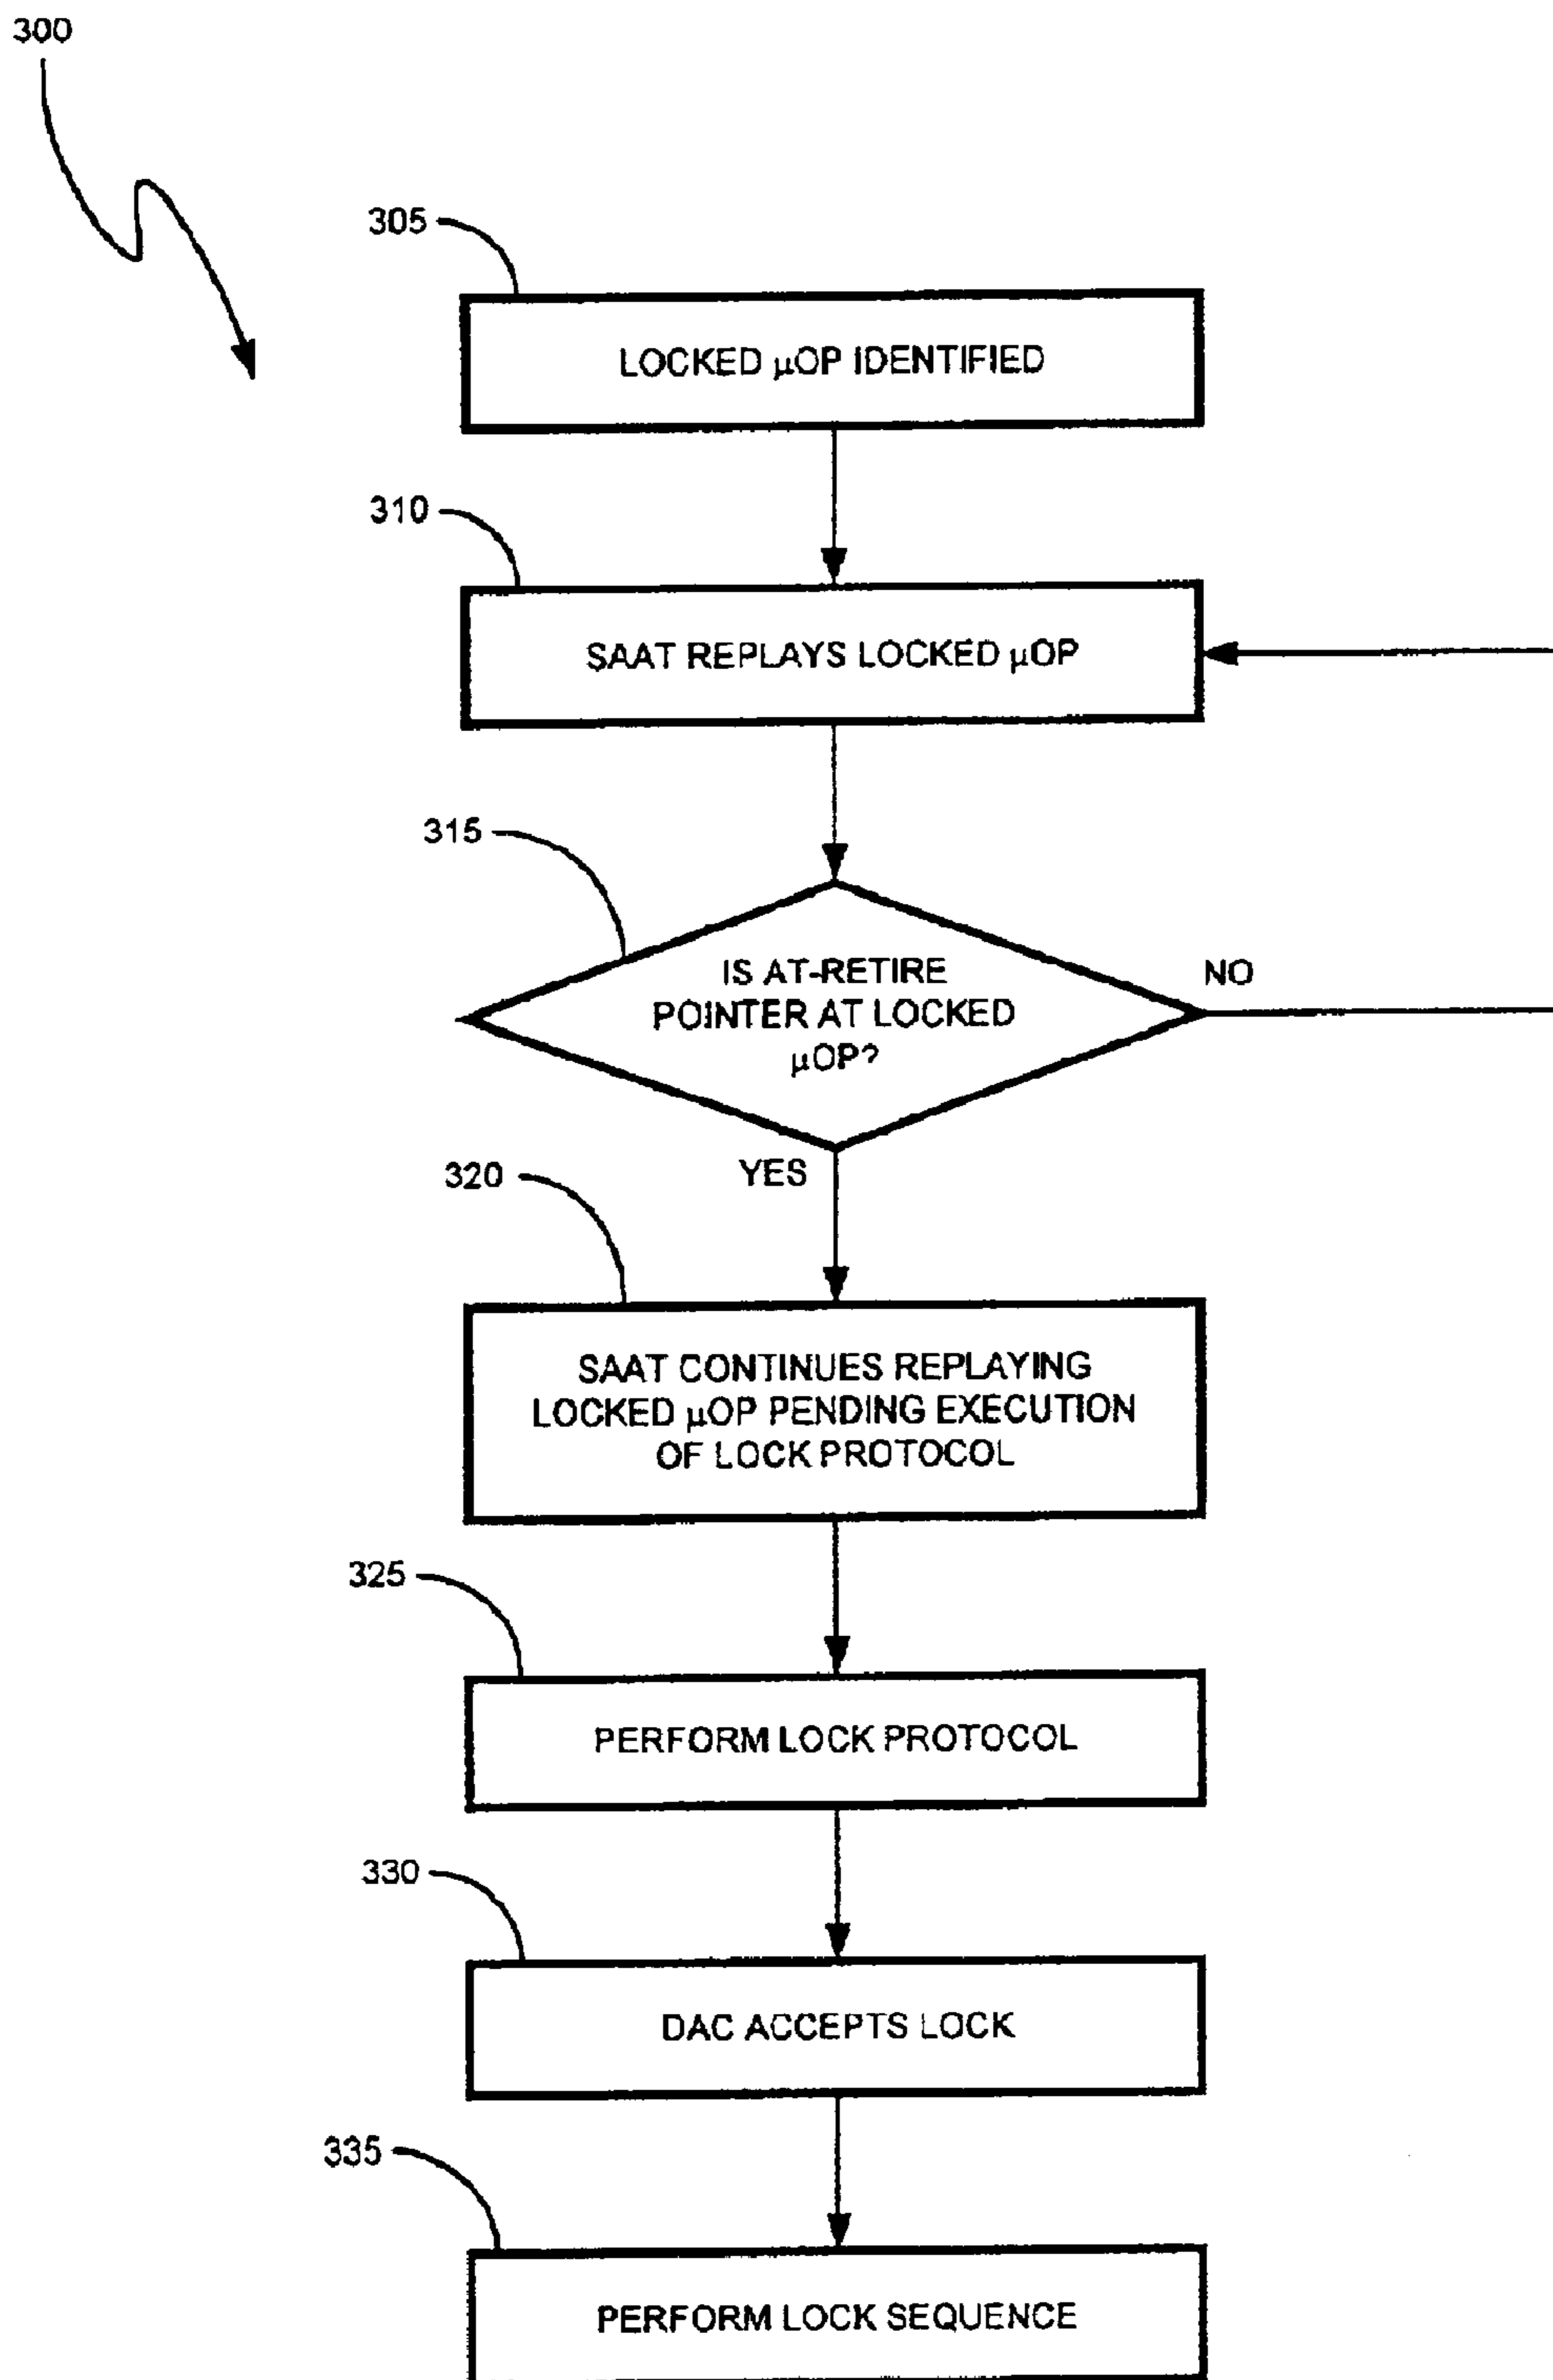 300
305
LOCKED μOP IDENTIFIED
310
SAAT REPLAYS LOCKED μOP
315
IS AT-RETIRE
POINTER AT LOCKED
μOP?
NO
YES
320
SAAT CONTINUES REPLAYING
LOCKED μOP PENDING EXECUTION
OF LOCK PROTOCOL
325
PERFORM LOCK PROTOCOL
330
DAC ACCEPTS LOCK
335
PERFORM LOCK SEQUENCE